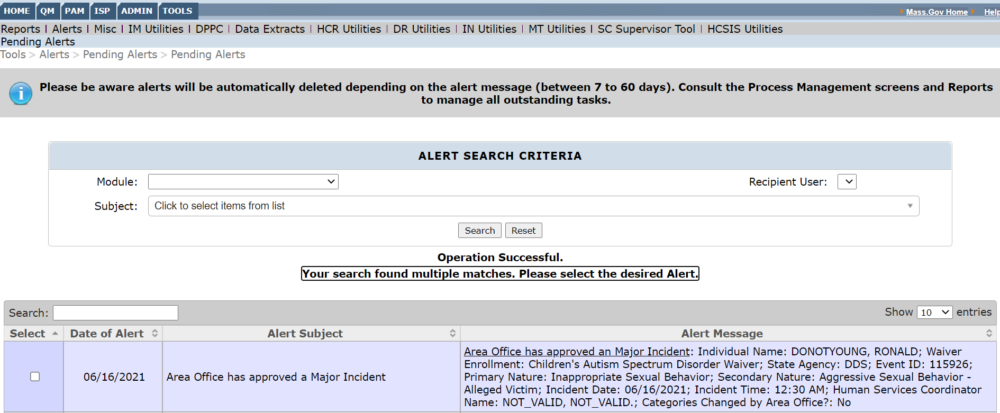 HOME QM PAM ISP ADMIN TOOLS
Mass.Gov Home Help
Reports Alerts Misc IM Utilities DPPC Data Extracts HCR Utilities DR Utilities IN Utilities MT Utilities SC Supervisor Tool HCSIS Utilities
Pending Alerts
Tools > Alerts > Pending Alerts > Pending Alerts
Please be aware alerts will be automatically deleted depending on the alert message (between 7 to 60 days). Consult the Process Management screens and Reports
to manage all outstanding tasks.
ALERT SEARCH CRITERIA
Module: Recipient User:
Subject: Click to select items from list
Search Reset
Operation Successful.
Your search found multiple matches. Please select the desired Alert.
Search: Show 10 entries
Select Date of Alert Alert Subject Alert Message
06/16/2021 Area Office has approved a Major Incident
Area Office has approved an Major Incident: Individual Name: DONOTYOUNG, RONALD; Waiver
Enrollment: Children's Autism Spectrum Disorder Waiver; State Agency: DDS; Event ID: 115926;
Primary Nature: Inappropriate Sexual Behavior; Secondary Nature: Aggressive Sexual Behavior -
Alleged Victim; Incident Date: 06/16/2021; Incident Time: 12:30 AM; Human Services Coordinator
Name: NOT_VALID, NOT_VALID.; Categories Changed by Area Office?: No